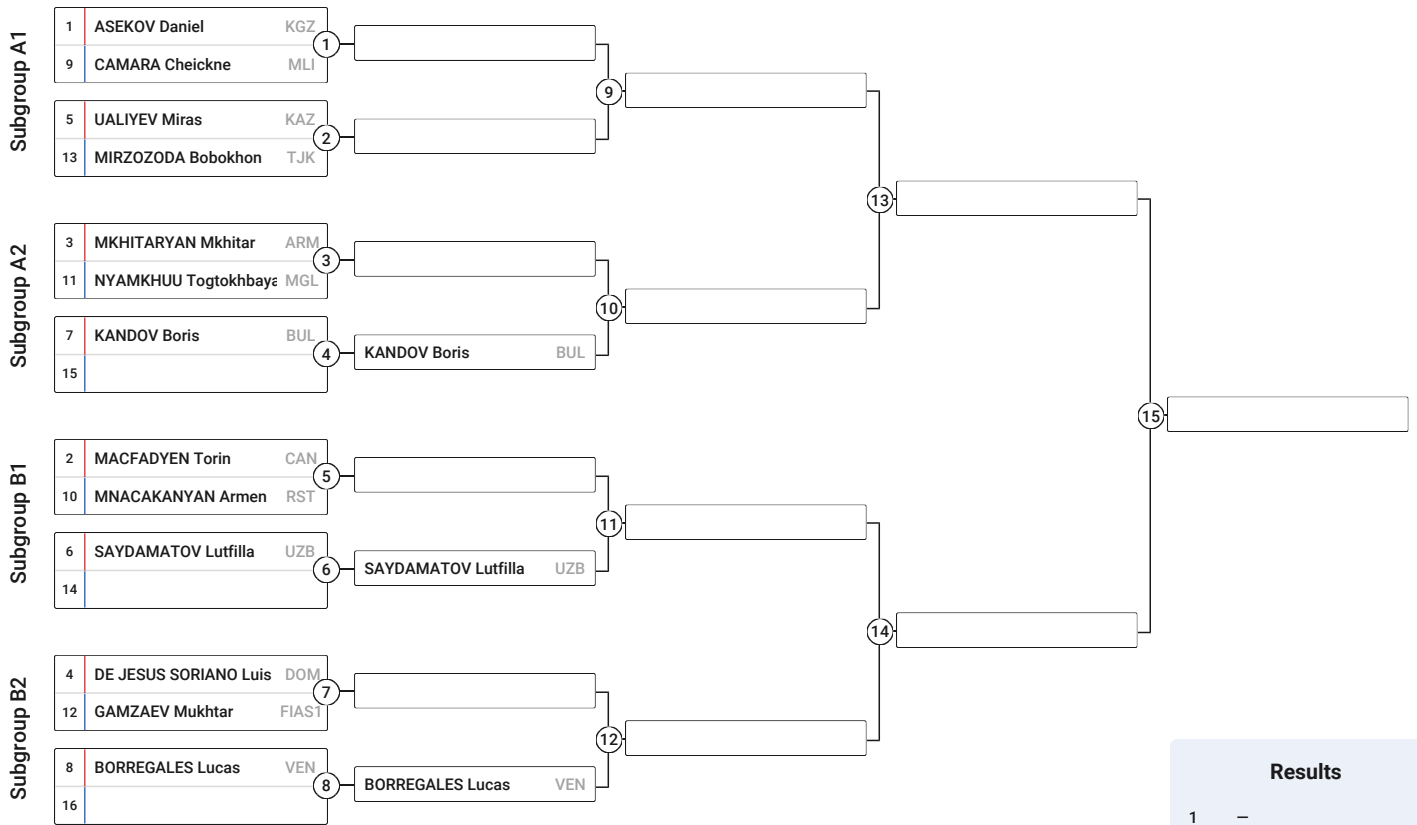 Subgroup A1
1 ASEKOV Daniel KGZ
9 CAMARA Cheickne MLI
1
5 UALIYEV Miras KAZ
13 MIRZOZODA Bobokhon TJK
2
9
Subgroup A2
3 MKHITARYAN Mkhitar ARM
11 NYAMKHUU Togtokhbaya MGL
3
7 KANDOV Boris BUL
15
4
KANDOV Boris BUL
10
13
Subgroup B1
2 MACFADYEN Torin CAN
10 MNACAKANYAN Armen RST
5
6 SAYDAMATOV Lutfilla UZB
14
6
SAYDAMATOV Lutfilla UZB
11
Subgroup B2
4 DE JESUS SORIANO Luis DOM
12 GAMZAEV Mukhtar FIAS1
7
8 BORREGALES Lucas VEN
16
8
BORREGALES Lucas VEN
12
14
15
Results
1 –